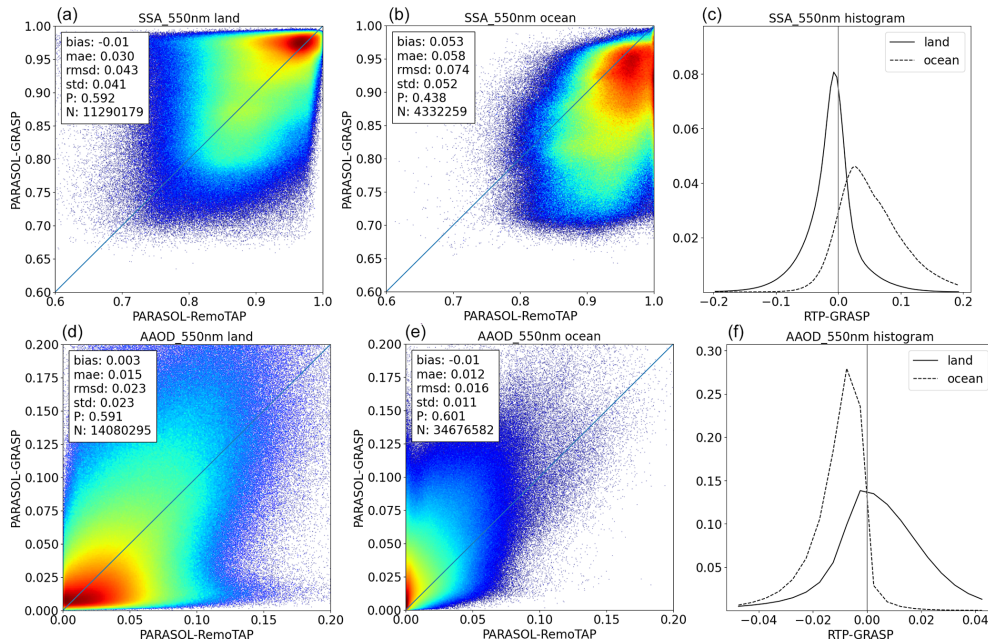 (a)
SSA_550nm land
bias: -0.01
mae: 0.030
rmsd: 0.043
std: 0.041
P: 0.592
N: 11290179
1.00
0.95
0.90
0.85
0.80
0.75
0.70
0.65
0.60
PARASOL-GRASP
0.6 0.7 0.8 0.9 1.0
PARASOL-RemoTAP
(b)
SSA_550nm ocean
bias: 0.053
mae: 0.058
rmsd: 0.074
std: 0.052
P: 0.438
N: 4332259
1.00
0.95
0.90
0.85
0.80
0.75
0.70
0.65
0.60
PARASOL-GRASP
0.6 0.7 0.8 0.9 1.0
PARASOL-RemoTAP
(c)
SSA_550nm histogram
land
ocean
0.08
0.06
0.04
0.02
−0.2 −0.1 0.0 0.1 0.2
RTP-GRASP
(d)
AAOD_550nm land
bias: 0.003
mae: 0.015
rmsd: 0.023
std: 0.023
P: 0.591
N: 14080295
0.200
0.175
0.150
0.125
0.100
0.075
0.050
0.025
0.000
PARASOL-GRASP
0.00 0.05 0.10 0.15 0.20
PARASOL-RemoTAP
(e)
AAOD_550nm ocean
bias: -0.01
mae: 0.012
rmsd: 0.016
std: 0.011
P: 0.601
N: 34676582
0.200
0.175
0.150
0.125
0.100
0.075
0.050
0.025
0.000
PARASOL-GRASP
0.00 0.05 0.10 0.15 0.20
PARASOL-RemoTAP
(f)
AAOD_550nm histogram
land
ocean
0.30
0.25
0.20
0.15
0.10
0.05
−0.04 −0.02 0.00 0.02 0.04
RTP-GRASP